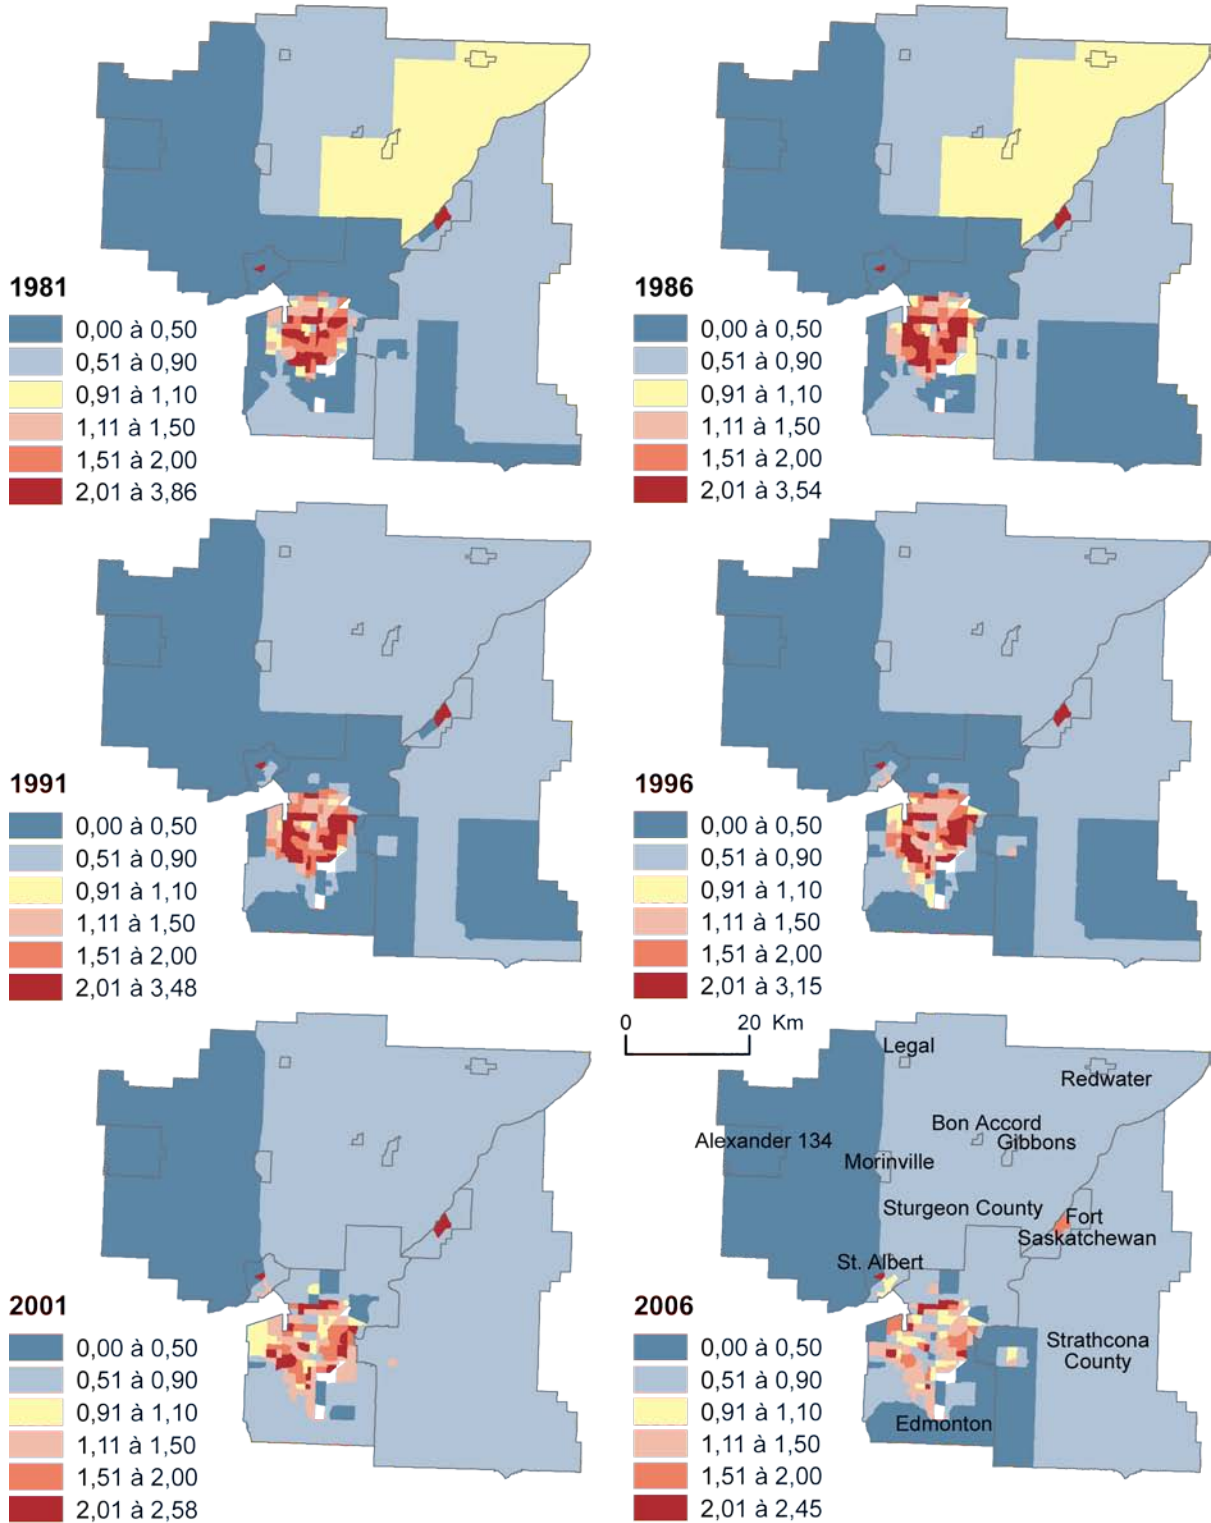 1981
0,00 à 0,50
0,51 à 0,90
0,91 à 1,10
1,11 à 1,50
1,51 à 2,00
2,01 à 3,86
1986
0,00 à 0,50
0,51 à 0,90
0,91 à 1,10
1,11 à 1,50
1,51 à 2,00
2,01 à 3,54
1991
0,00 à 0,50
0,51 à 0,90
0,91 à 1,10
1,11 à 1,50
1,51 à 2,00
2,01 à 3,48
1996
0,00 à 0,50
0,51 à 0,90
0,91 à 1,10
1,11 à 1,50
1,51 à 2,00
2,01 à 3,15
0 20 Km
2001
0,00 à 0,50
0,51 à 0,90
0,91 à 1,10
1,11 à 1,50
1,51 à 2,00
2,01 à 2,58
Legal
Redwater
Bon Accord
Alexander 134
Gibbons
Morinville
Sturgeon County
Fort
Saskatchewan
St. Albert
2006
0,00 à 0,50
0,51 à 0,90
0,91 à 1,10
1,11 à 1,50
1,51 à 2,00
2,01 à 2,45
Strathcona
County
Edmonton